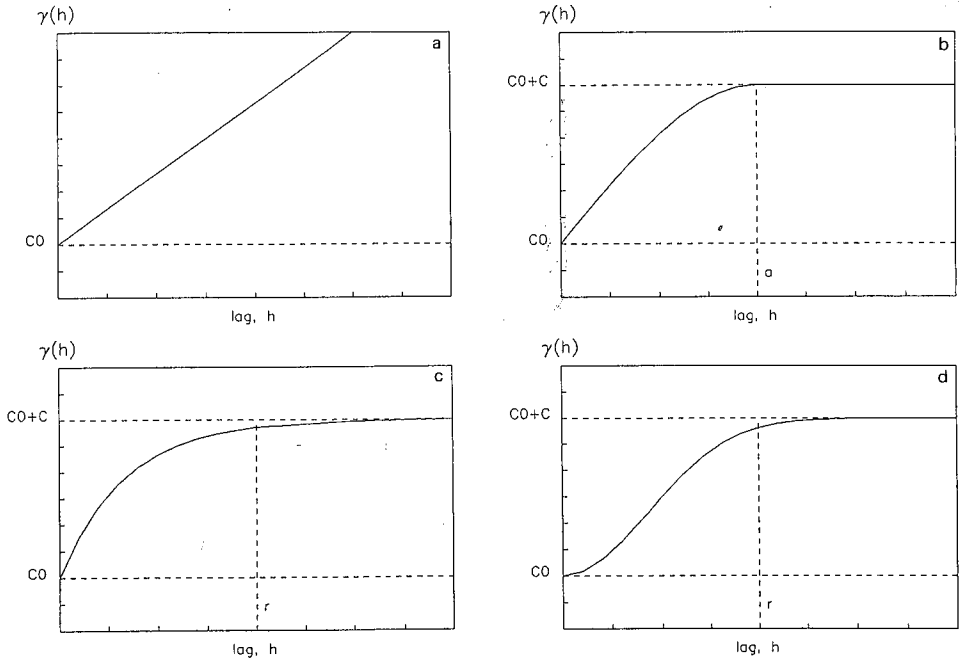 γ(h)
a
CO
lag, h
γ(h)
b
CO+C
CO
a
lag, h
γ(h)
c
CO+C
CO
r
lag, h
γ(h)
d
CO+C
CO
r
lag, h